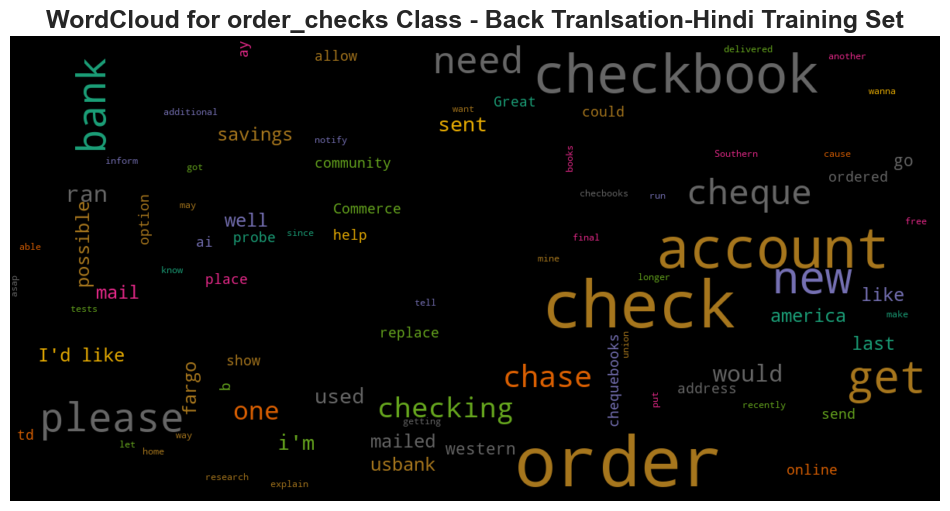 WordCloud for order_checks Class - Back Tranlsation-Hindi Training Set
ay
delivered
another
allow
need
checkbook
bank
wanna
additional
want
Great
could
sent
savings
notify
inform
got
community
books
Southern
cause
go
ordered
ran
checbooks
run
cheque
may
possible
option
Commerce
well
free
able
ai
probe
since
help
final
account
mine
know
asap
place
longer
new
mail
like
tests
tell
check
america
make
replace
union
chequebooks
last
I'd like
show
fargo
b
chase
would
get
used
put
address
please
one
checking
recently
send
getting
td
way
let
home
i'm
mailed
western
order
usbank
online
research
explain